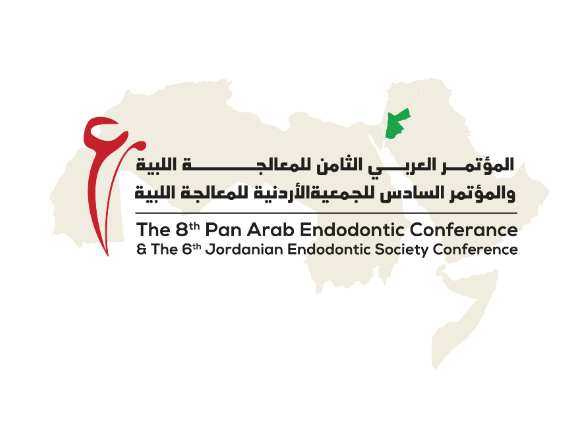 المؤتمر العربي الثامن للمعالجة اللبية
والمؤتمر السادس للجمعيةالأردنية للمعالجة اللبية
The 8th Pan Arab Endodontic Conferance
& The 6th Jordanian Endodontic Society Conference